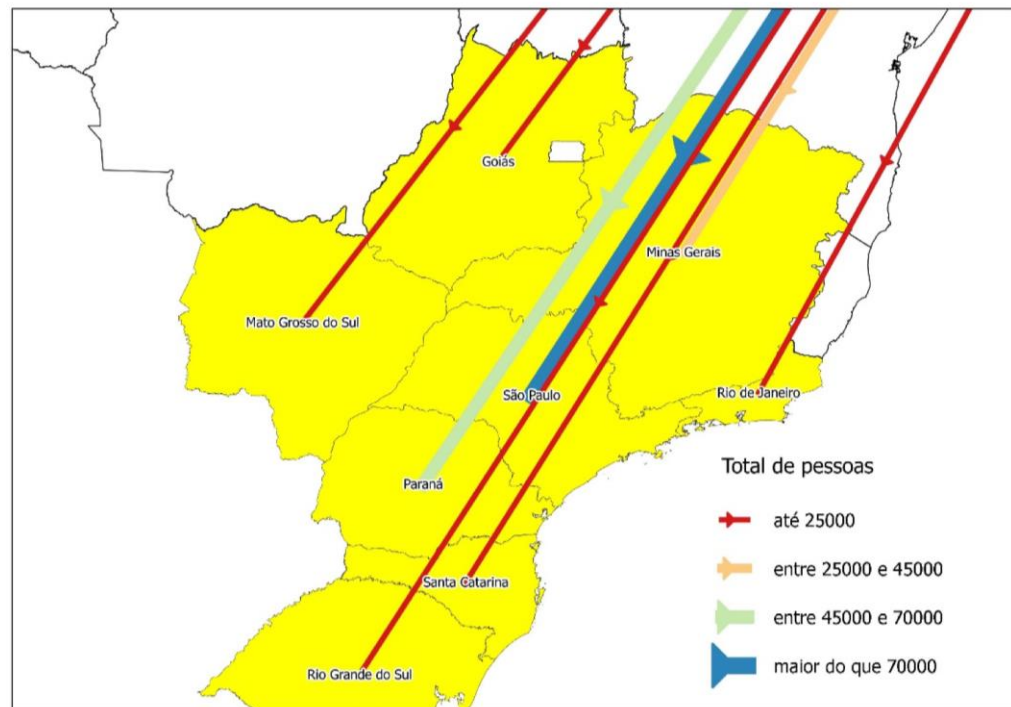 Goiás
Minas Gerais
Mato Grosso do Sul
São Paulo
Rio de Janeiro
Paraná
Santa Catarina
Rio Grande do Sul
Total de pessoas
até 25000
entre 25000 e 45000
entre 45000 e 70000
maior do que 70000